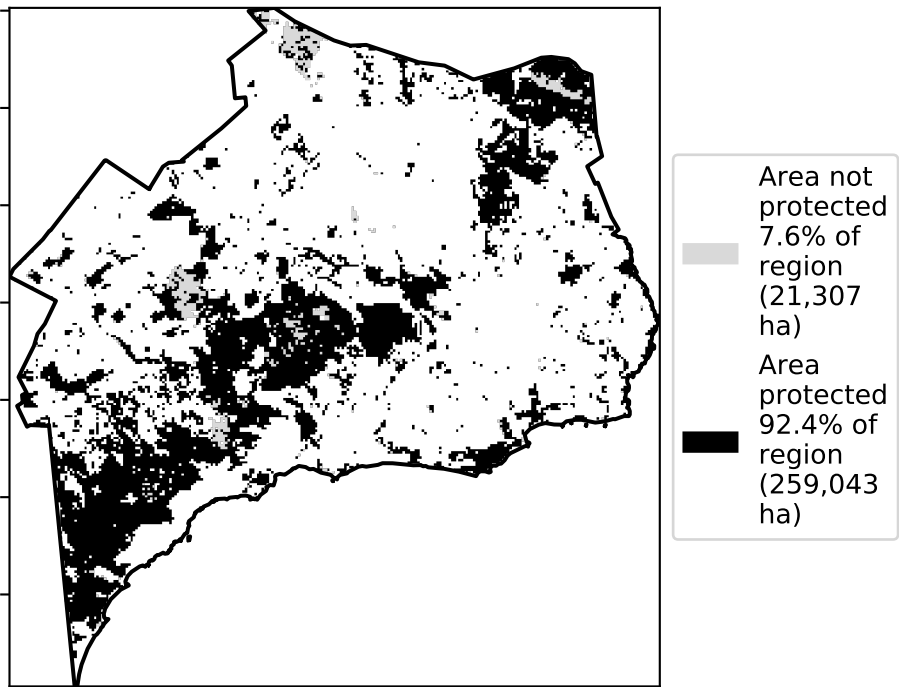 Area not
protected
7.6% of
region
(21,307
ha)
Area
protected
92.4% of
region
(259,043
ha)